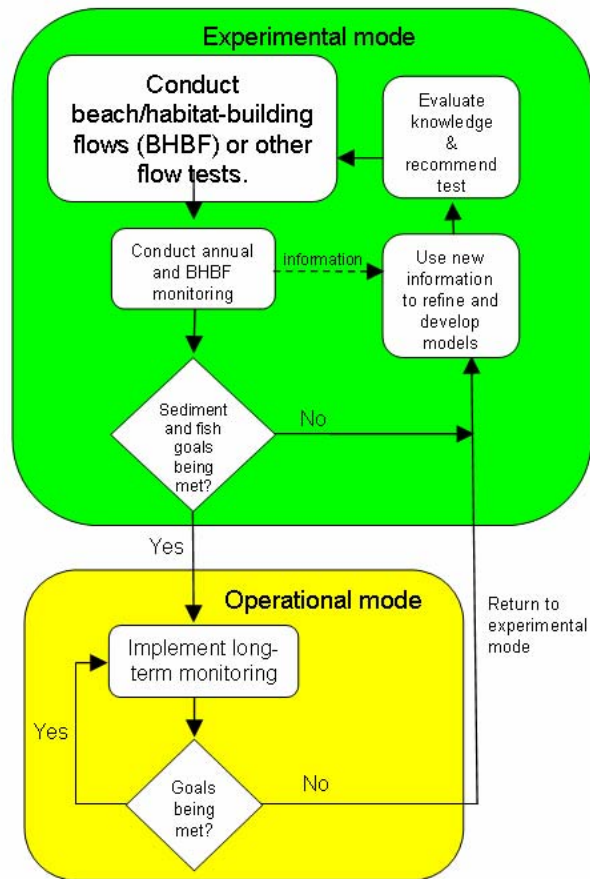 Experimental mode
Conduct
beach/habitat-building
flows (BHBF) or other
flow tests.
Evaluate
knowledge
&
recommend
test
Conduct annual
and BHBF
monitoring
information
Use new
information
to refine and
develop
models
Sediment
and fish
goals
being
met?
No
Yes
Operational mode
Implement long-
term monitoring
Return to
experimental
mode
Yes
Goals
being
met?
No